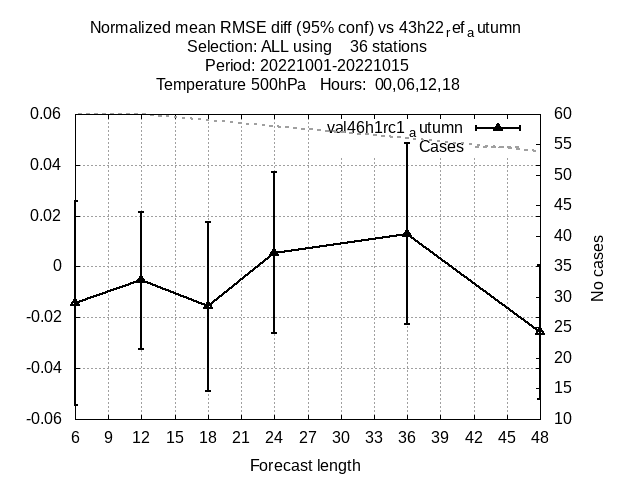 Normalized mean RMSE diff (95% conf) vs 43h22refautumn
Selection: ALL using    36 stations
Period: 20221001-20221015
Temperature 500hPa   Hours:  00,06,12,18
val46h1rc1autumn
Cases
0.06
0.04
0.02
0
-0.02
-0.04
-0.06
60
55
50
45
40
35
30
25
20
15
10
No cases
6 9 12 15 18 21 24 27 30 33 36 39 42 45 48
Forecast length